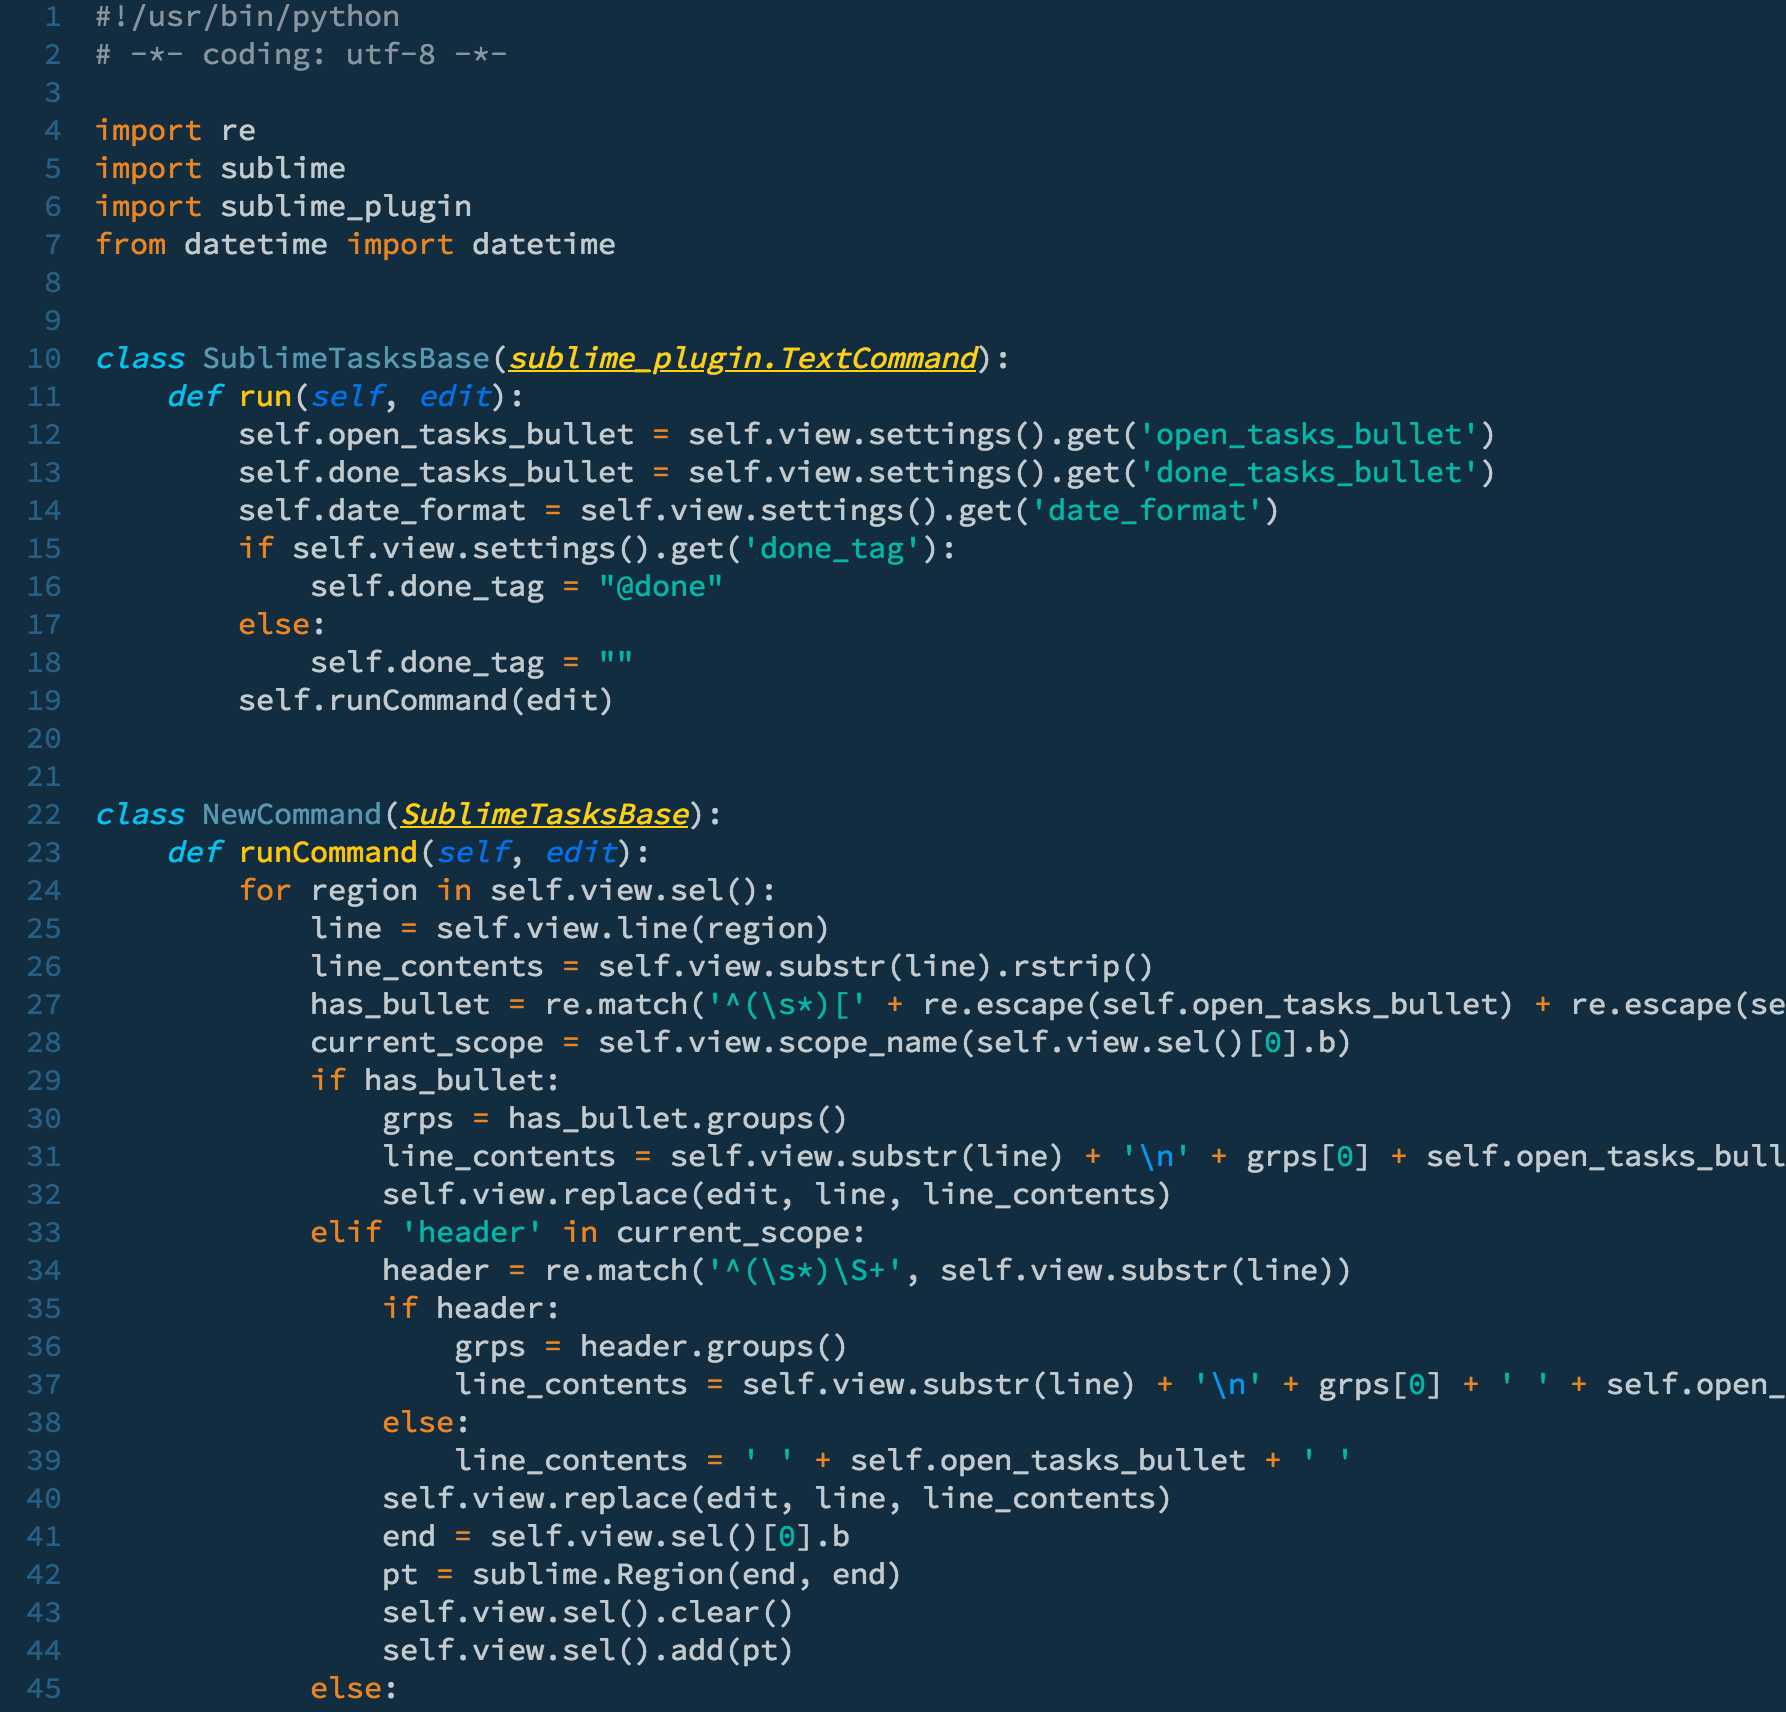 1 #!/usr/bin/python
2 # -*- coding: utf-8 -*-
3
4 import re
5 import sublime
6 import sublime_plugin
7 from datetime import datetime
8
9
10 class SublimeTasksBase(sublime_plugin.TextCommand):
11     def run(self, edit):
12         self.open_tasks_bullet = self.view.settings().get('open_tasks_bullet')
13         self.done_tasks_bullet = self.view.settings().get('done_tasks_bullet')
14         self.date_format = self.view.settings().get('date_format')
15         if self.view.settings().get('done_tag'):
16             self.done_tag = "@done"
17         else:
18             self.done_tag = ""
19         self.runCommand(edit)
20
21
22 class NewCommand(SublimeTasksBase):
23     def runCommand(self, edit):
24         for region in self.view.sel():
25             line = self.view.line(region)
26             line_contents = self.view.substr(line).rstrip()
27             has_bullet = re.match('^(\s*)[' + re.escape(self.open_tasks_bullet) + re.escape(se
28             current_scope = self.view.scope_name(self.view.sel()[0].b)
29             if has_bullet:
30                 grps = has_bullet.groups()
31                 line_contents = self.view.substr(line) + '\n' + grps[0] + self.open_tasks_bull
32                 self.view.replace(edit, line, line_contents)
33             elif 'header' in current_scope:
34                 header = re.match('^(\s*)\S+', self.view.substr(line))
35                 if header:
36                     grps = header.groups()
37                     line_contents = self.view.substr(line) + '\n' + grps[0] + ' ' + self.open_
38                 else:
39                     line_contents = ' ' + self.open_tasks_bullet + ' '
40                 self.view.replace(edit, line, line_contents)
41                 end = self.view.sel()[0].b
42                 pt = sublime.Region(end, end)
43                 self.view.sel().clear()
44                 self.view.sel().add(pt)
45             else: